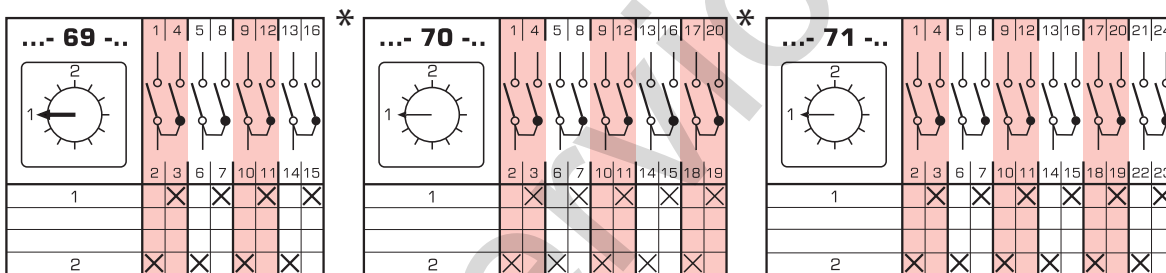 ...- 69 -..
1 4 5 8 9 12 13 16
2
1
2 3 6 7 10 11 14 15
1 X X X X
2 X X X X
*
...- 70 -..
1 4 5 8 9 12 13 16 17 20
2
1
2 3 6 7 10 11 14 15 18 19
1 X X X X X
2 X X X X X
*
...- 71 -..
1 4 5 8 9 12 13 16 17 20 21 24
2
1
2 3 6 7 10 11 14 15 18 19 22 23
1 X X X X X X
2 X X X X X X